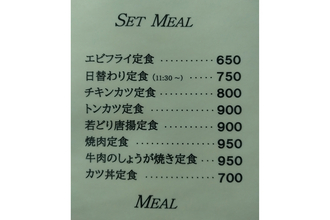 SET MEAL
エビフライ定食 ··········· 650
日替わり定食 (11:30~) ····· 750
チキンカツ定食 ·········· 800
トンカツ定食 ············ 900
若どり唐揚定食 ·········· 900
焼肉定食 ················ 950
牛肉のしょうが焼き定食 ··· 950
カツ丼定食 ·············· 700
MEAL